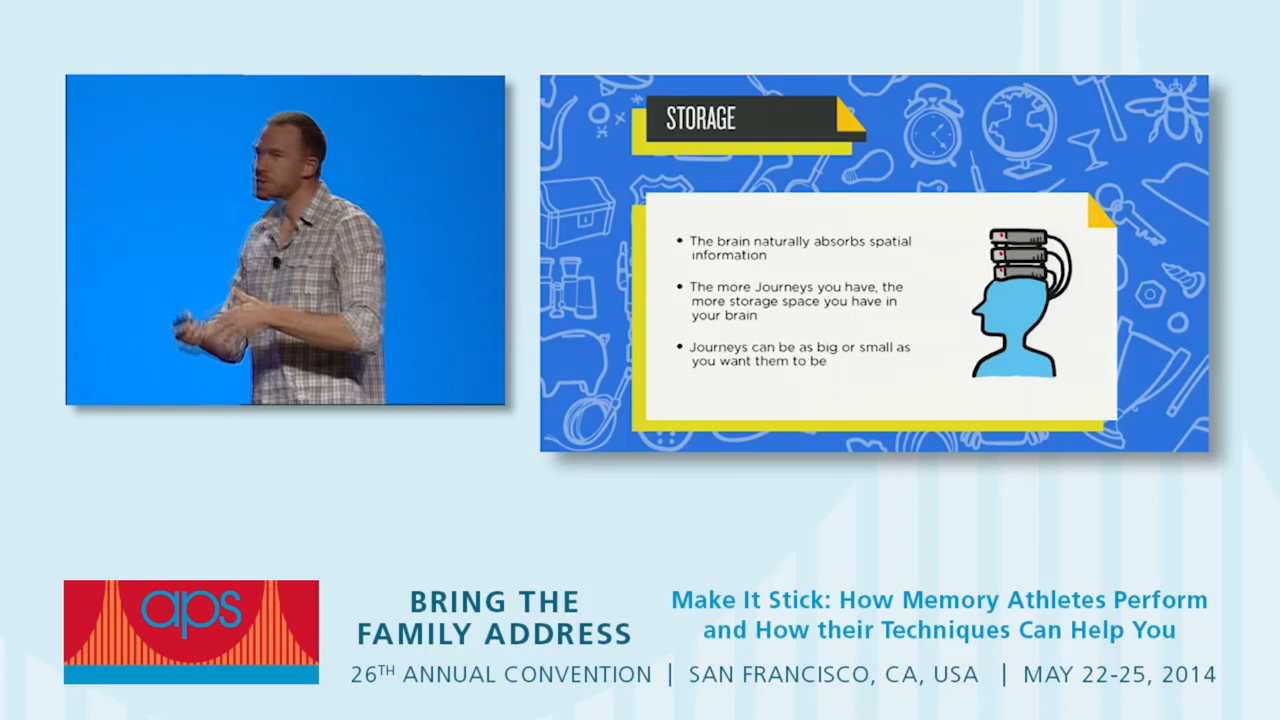 STORAGE
• The brain naturally absorbs spatial
information
• The more Journeys you have, the
more storage space you have in
your brain
• Journeys can be as big or small as
you want them to be
aps
BRING THE
FAMILY ADDRESS
Make It Stick: How Memory Athletes Perform
and How their Techniques Can Help You
26TH ANNUAL CONVENTION | SAN FRANCISCO, CA, USA | MAY 22-25, 2014